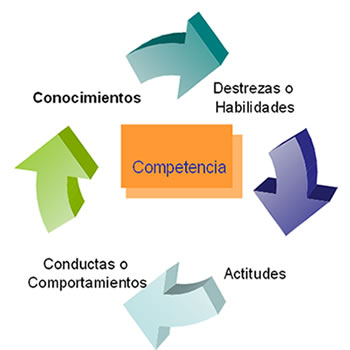 Conocimientos
Destrezas o
Habilidades
Competencia
Conductas o
Comportamientos
Actitudes